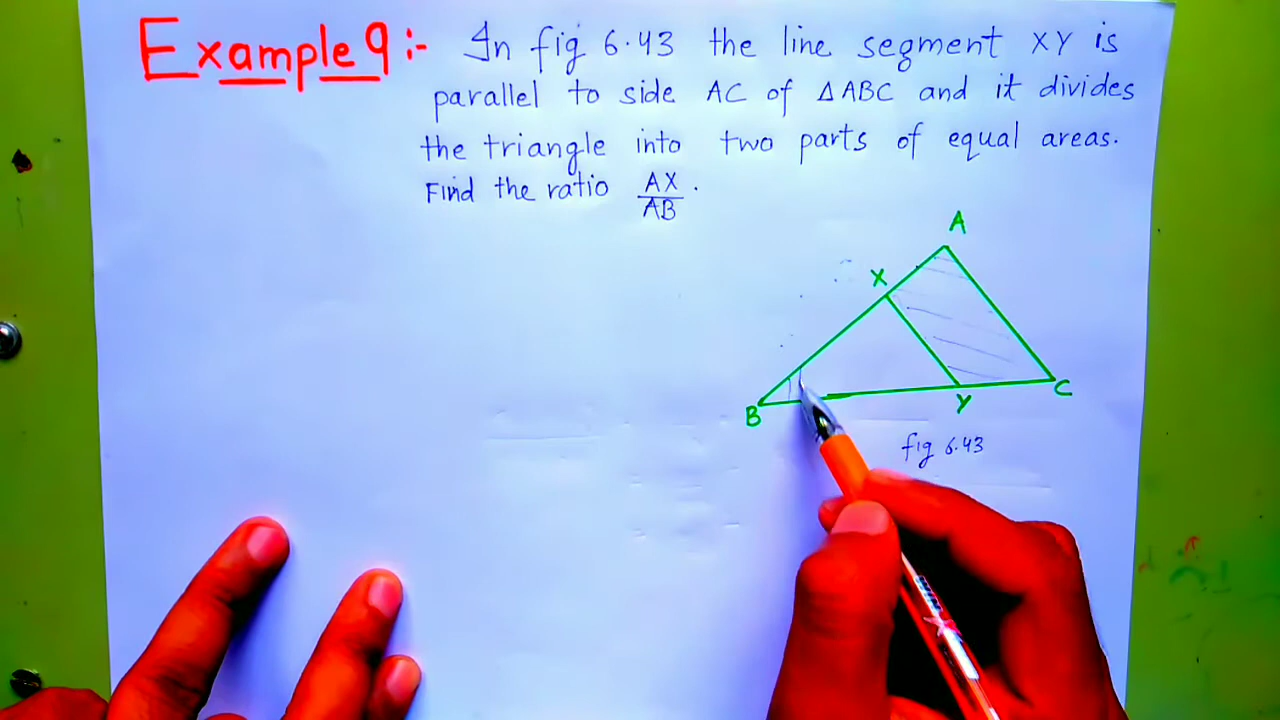 Example 9:- In fig 6.43 the line segment XY is
parallel to side AC of △ABC and it divides
the triangle into two parts of equal areas.
Find the ratio AX/AB.
A
X
B
Y
C
fig 6.43